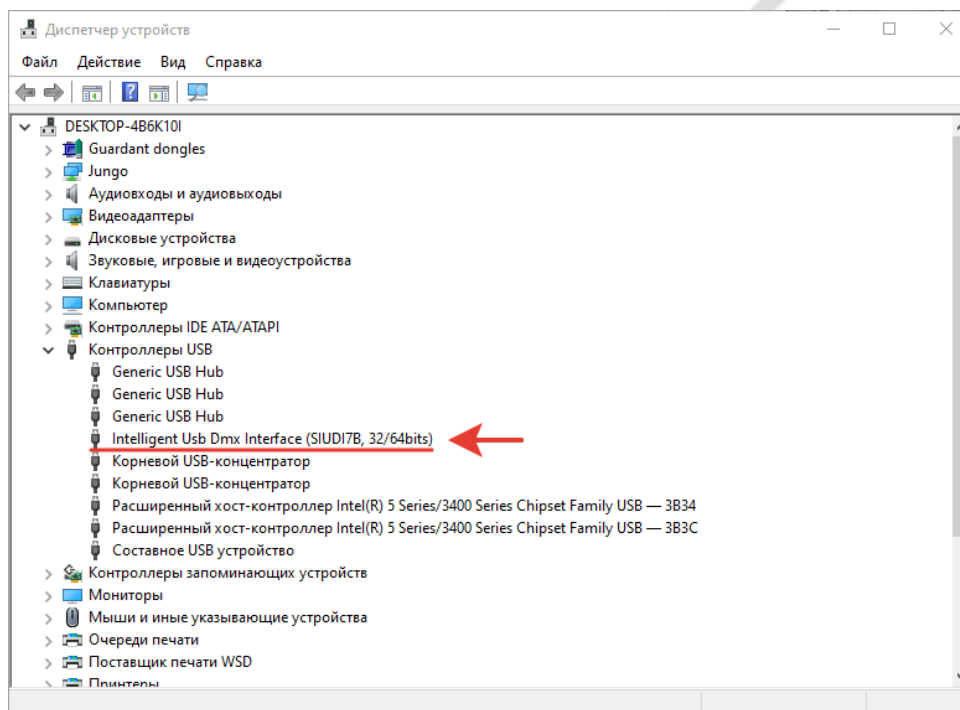 Диспетчер устройств
Файл Действие Вид Справка
DESKTOP-4B6K10I
Guardant dongles
Jungo
Аудиовходы и аудиовыходы
Видеоадаптеры
Дисковые устройства
Звуковые, игровые и видеоустройства
Клавиатуры
Компьютер
Контроллеры IDE ATA/ATAPI
Контроллеры USB
Generic USB Hub
Generic USB Hub
Generic USB Hub
Intelligent Usb Dmx Interface (SIUDI7B, 32/64bits)
Корневой USB-концентратор
Корневой USB-концентратор
Расширенный хост-контроллер Intel(R) 5 Series/3400 Series Chipset Family USB — 3B34
Расширенный хост-контроллер Intel(R) 5 Series/3400 Series Chipset Family USB — 3B3C
Составное USB устройство
Контроллеры запоминающих устройств
Мониторы
Мыши и иные указывающие устройства
Очереди печати
Поставщик печати WSD
Принтеры